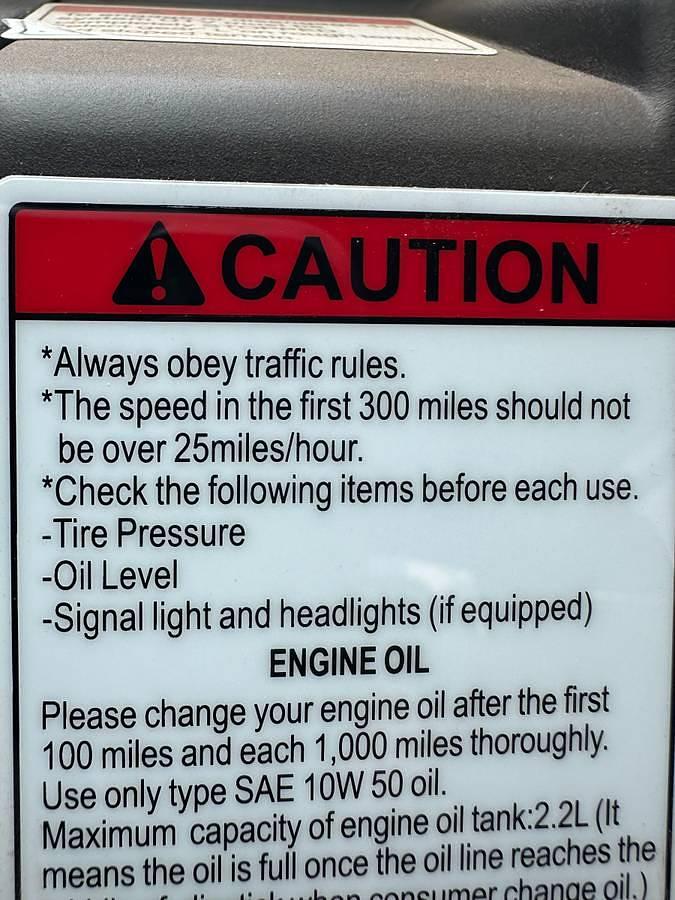 CAUTION
*Always obey traffic rules.
*The speed in the first 300 miles should not
be over 25miles/hour.
*Check the following items before each use.
-Tire Pressure
-Oil Level
-Signal light and headlights (if equipped)
ENGINE OIL
Please change your engine oil after the first
100 miles and each 1,000 miles thoroughly.
Use only type SAE 10W 50 oil.
Maximum capacity of engine oil tank:2.2L (It
means the oil is full once the oil line reaches the
when consumer change oil.)